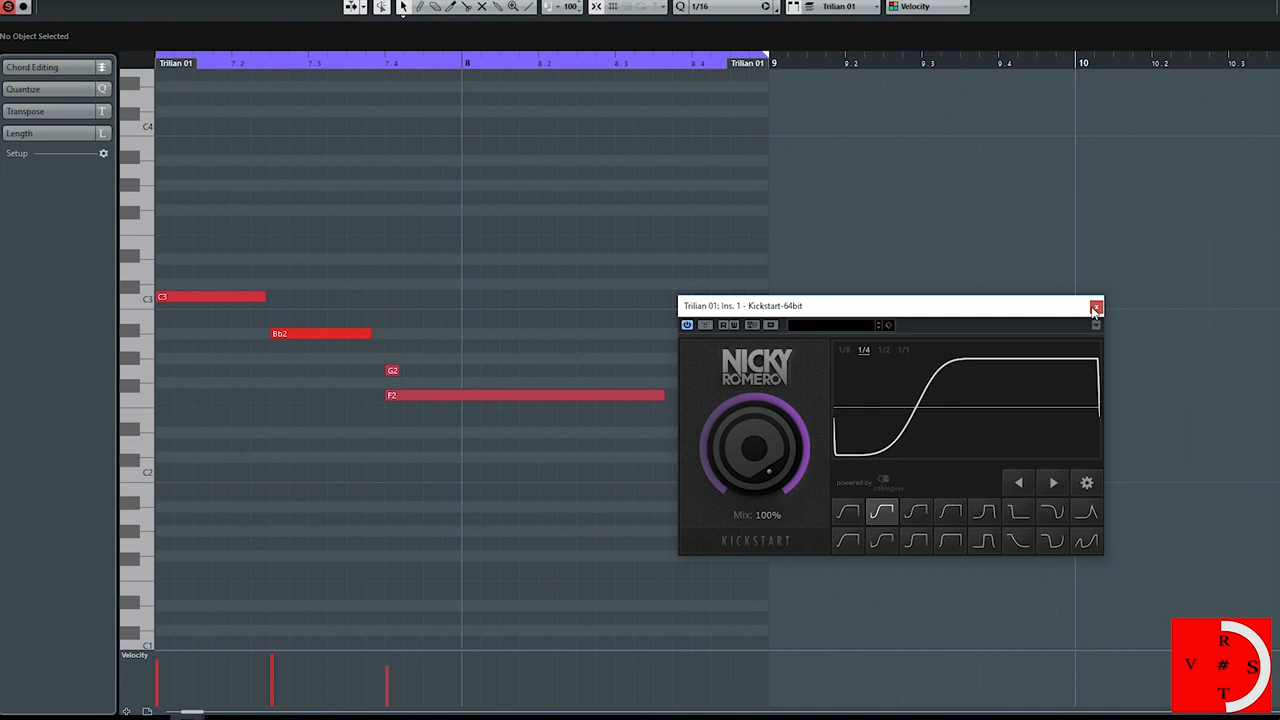 100
Q 1/16
Trilian 01
Velocity
No Object Selected
Chord Editing
Quantize Q
Transpose T
Length L
Setup
Trilian 01 7.2 7.3 7.4 8 8.2 8.3 8.4 Trilian 01 9 9.2 9.3 9.4 10 10.2 10.3
C4
C3
C2
C1
C3
Bb2
G2
F2
Trilian 01: Ins. 1 - Kickstart-64bit
R W
NICKY
ROMERO
1/8 1/4 1/2 1/1
powered by
cableguys
Mix: 100%
KICKSTART
Velocity
R
V # S
T